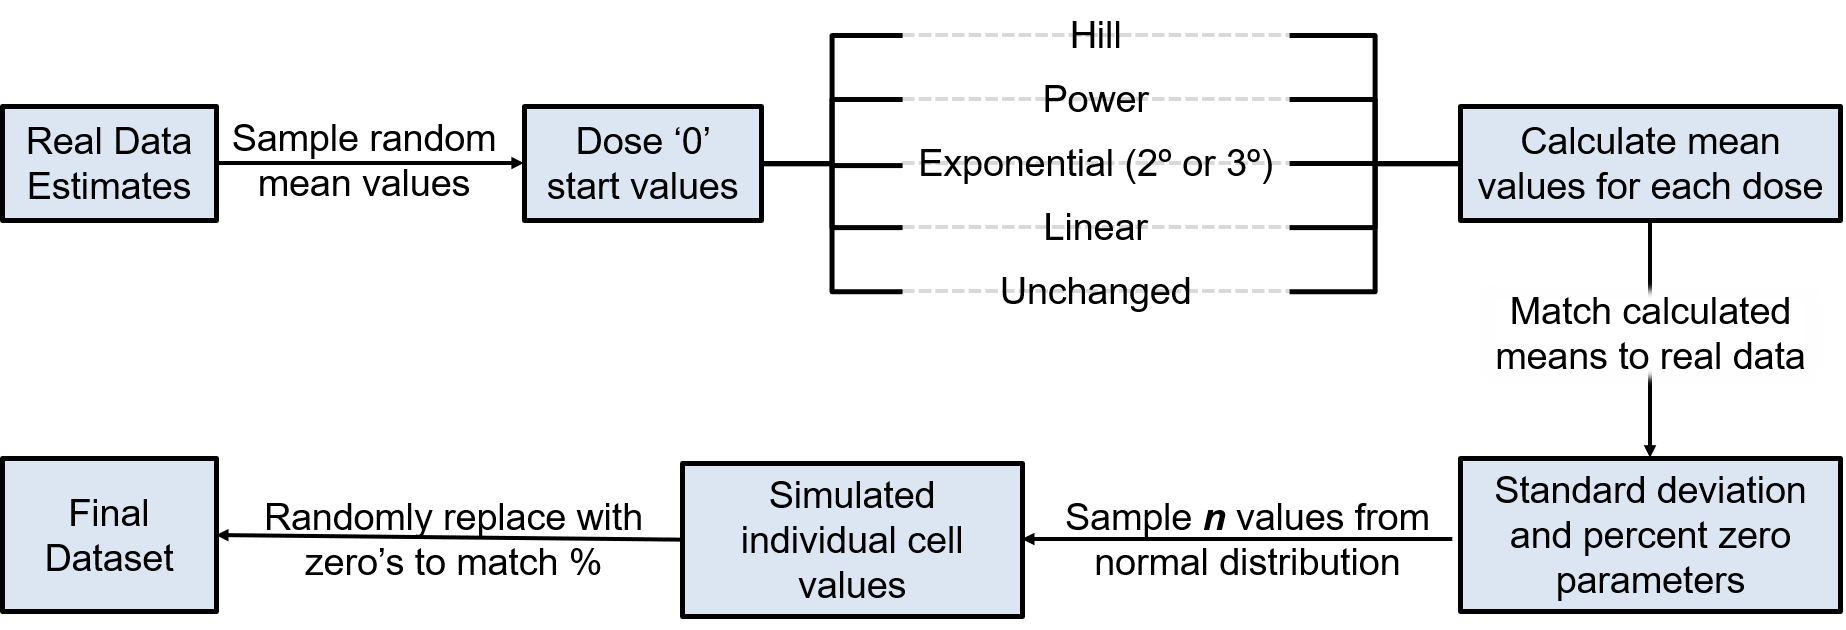 Real Data
Estimates
Sample random
mean values
Dose ‘0’
start values
Hill
Power
Exponential (2º or 3º)
Linear
Unchanged
Calculate mean
values for each dose
Match calculated
means to real data
Standard deviation
and percent zero
parameters
Sample n values from
normal distribution
Simulated
individual cell
values
Randomly replace with
zero’s to match %
Final
Dataset